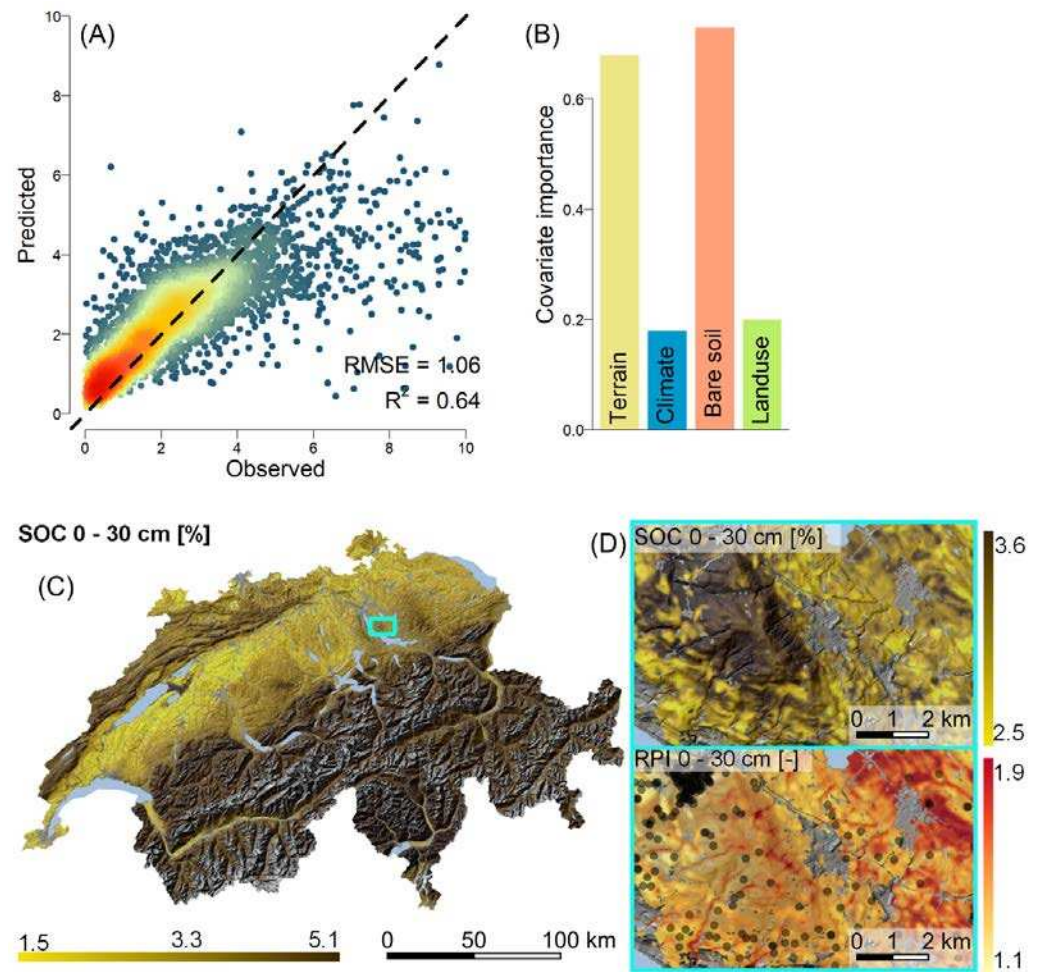 (A)
10
8
6
4
2
0
Predicted
RMSE = 1.06
R² = 0.64
0 2 4 6 8 10
Observed
(B)
0.6
0.4
0.2
0.0
Covariate importance
Terrain
Climate
Bare soil
Landuse
SOC 0 - 30 cm [%]
(C)
1.5 3.3 5.1
0 50 100 km
(D)
SOC 0 - 30 cm [%]
3.6
2.5
0 1 2 km
RPI 0 - 30 cm [-]
1.9
1.1
0 1 2 km